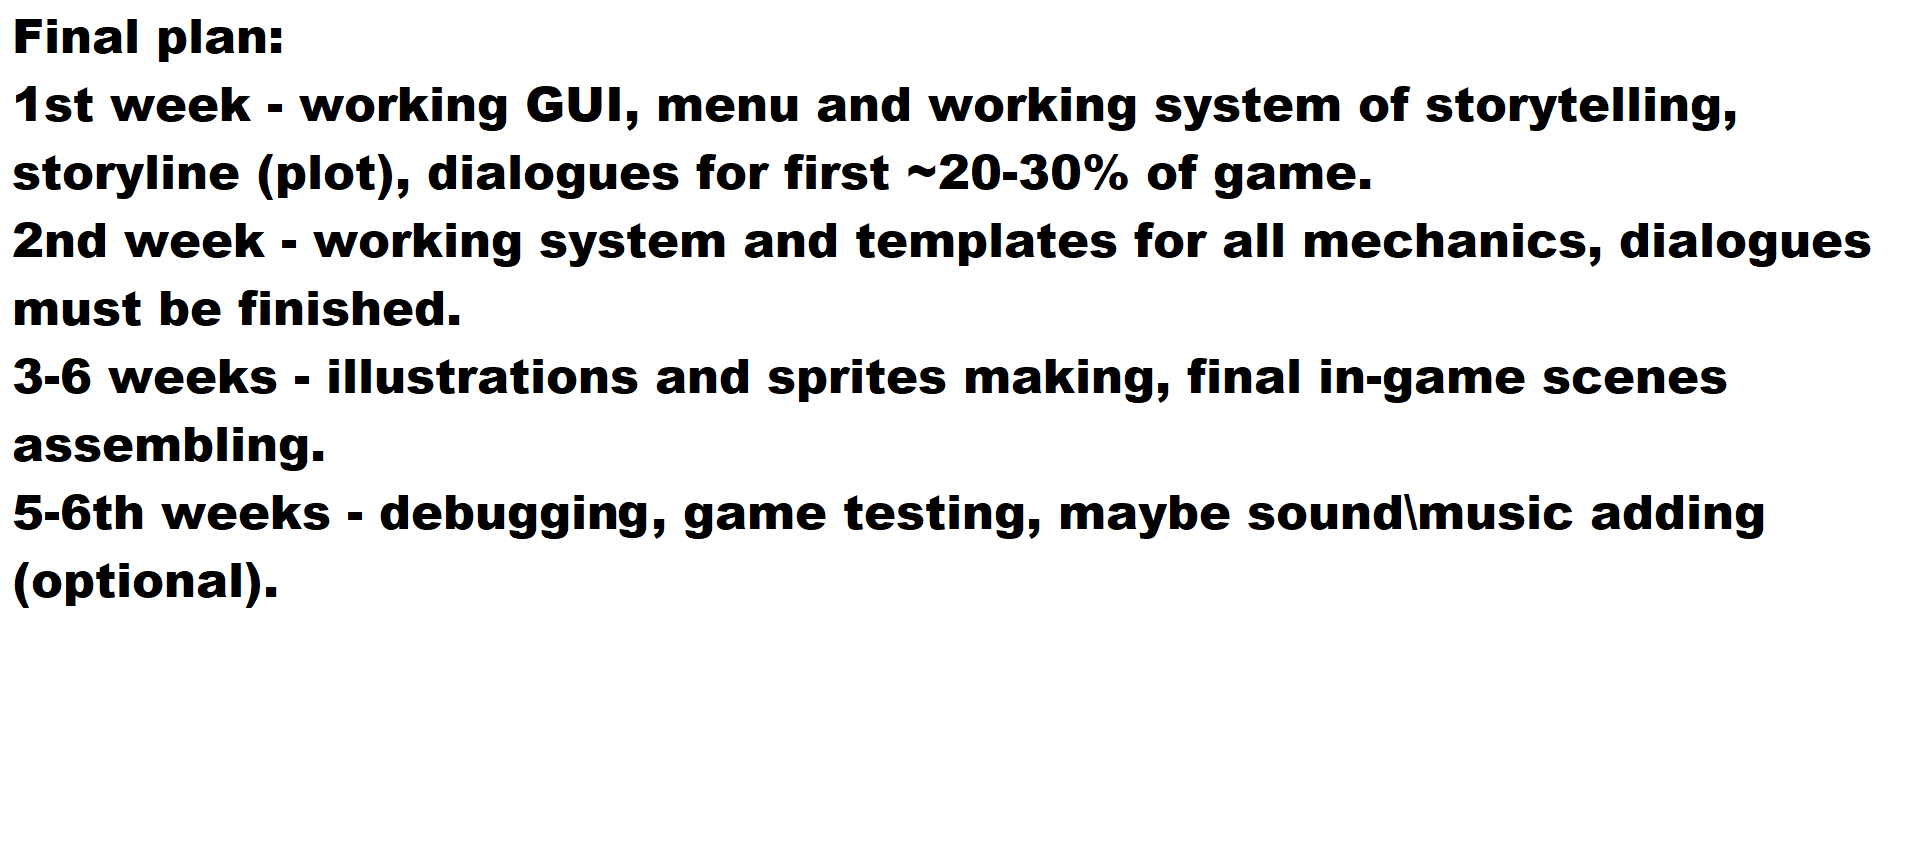 Final plan:
1st week - working GUI, menu and working system of storytelling,
storyline (plot), dialogues for first ~20-30% of game.
2nd week - working system and templates for all mechanics, dialogues
must be finished.
3-6 weeks - illustrations and sprites making, final in-game scenes
assembling.
5-6th weeks - debugging, game testing, maybe sound\music adding
(optional).